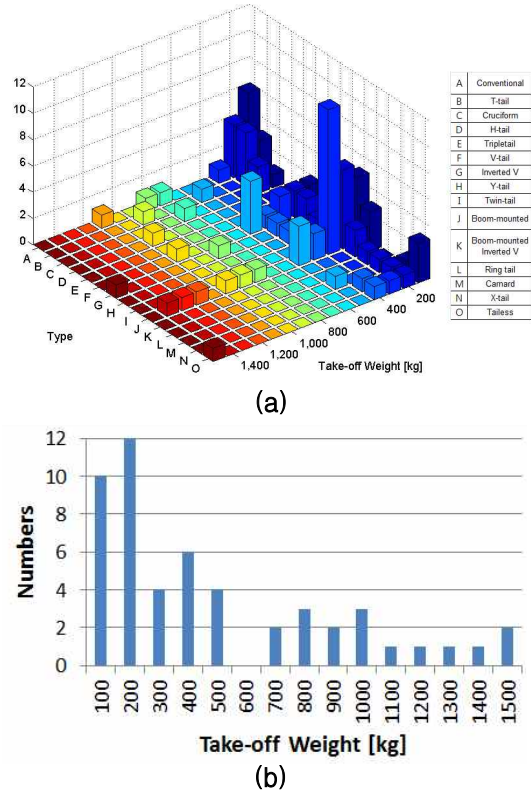 12
10
8
6
4
2
0
A
B
C
D
E
F
G
H
I
J
K
L
M
N
O
Type
1,400
1,200
1,000
800
600
400
200
Take-off Weight [kg]
A Conventional
B T-tail
C Cruciform
D H-tail
E Tripletail
F V-tail
G Inverted V
H Y-tail
I Twin-tail
J Boom-mounted
K Boom-mounted
Inverted V
L Ring tail
M Camard
N X-tail
O Tailess
(a)
12
10
8
6
4
2
0
Numbers
100 200 300 400 500 600 700 800 900 1000 1100 1200 1300 1400 1500
Take-off Weight [kg]
(b)